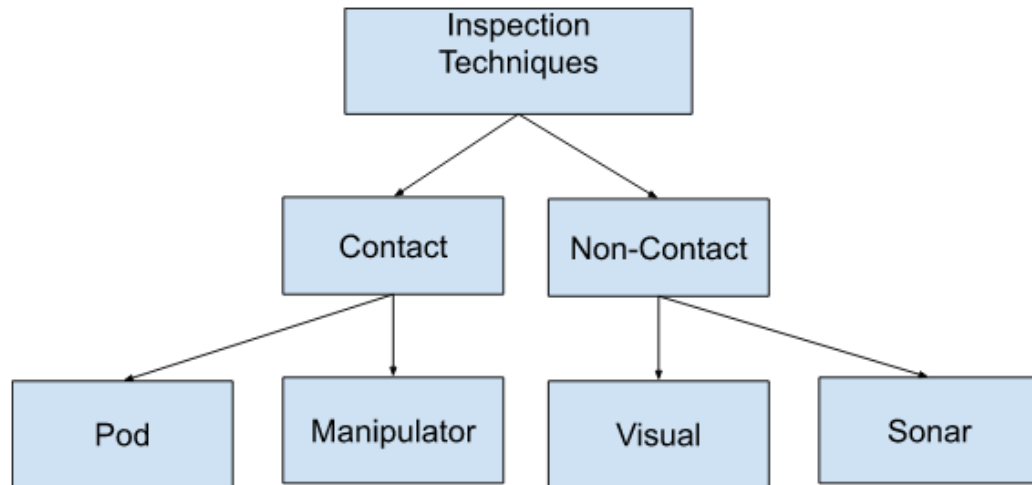 Inspection
Techniques
Contact
Non-Contact
Pod
Manipulator
Visual
Sonar